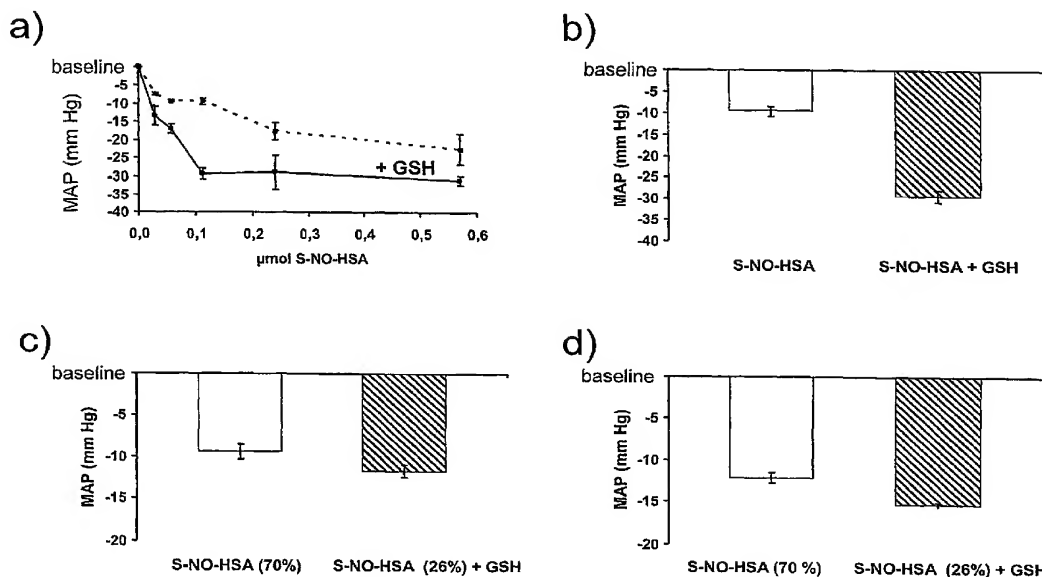 a)
baseline
-5
-10
-15
-20
-25
-30
-35
-40
MAP (mm Hg)
+ GSH
0,0 0,1 0,2 0,3 0,4 0,5 0,6
µmol S-NO-HSA
b)
baseline
-5
-10
-15
-20
-25
-30
-35
-40
MAP (mm Hg)
S-NO-HSA S-NO-HSA + GSH
c)
baseline
-5
-10
-15
-20
MAP (mm Hg)
S-NO-HSA (70%) S-NO-HSA (26%) + GSH
d)
baseline
-5
-10
-15
-20
MAP (mm Hg)
S-NO-HSA (70 %) S-NO-HSA (26%) + GSH